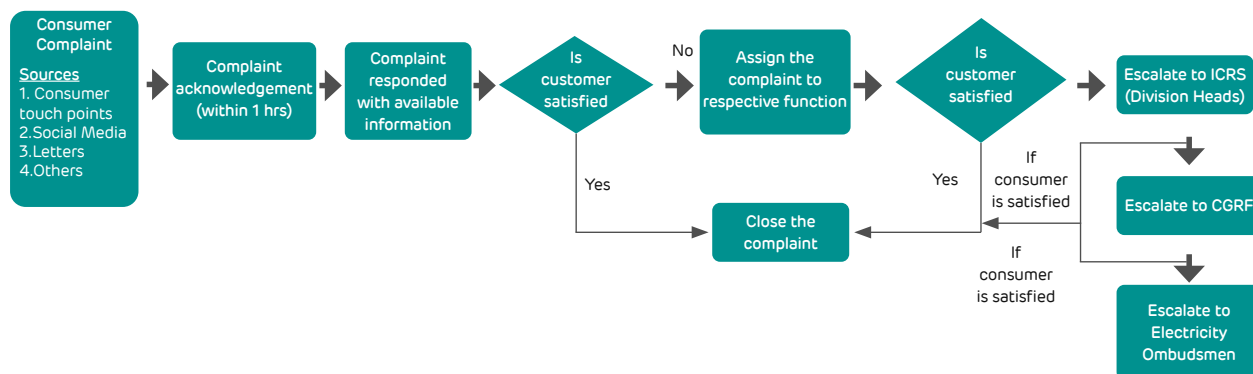 Consumer
Complaint
Sources
1. Consumer
touch points
2.Social Media
3.Letters
4.Others
Complaint
acknowledgement
(within 1 hrs)
Complaint
responded
with available
information
Is
customer
satisfied
No
Assign the
complaint to
respective function
Is
customer
satisfied
Escalate to ICRS
(Division Heads)
Yes
Yes
If
consumer
is satisfied
Escalate to CGRF
Close the
complaint
If
consumer
is satisfied
Escalate to
Electricity
Ombudsmen